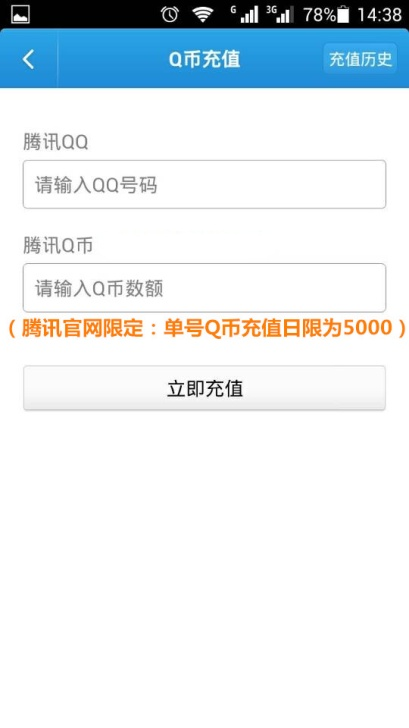 G 3G 78% 14:38
Q币充值 充值历史
腾讯QQ
请输入QQ号码
腾讯Q币
请输入Q币数额
（腾讯官网限定：单号Q币充值日限为5000）
立即充值